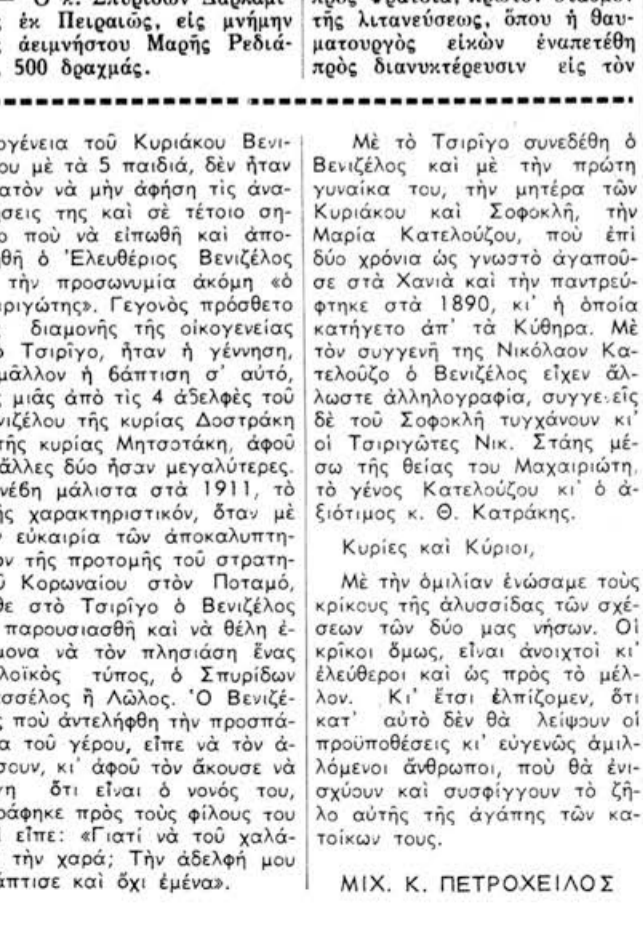 — Ὁ κ. Σπυρίδων
ἐκ Πειραιῶς, εἰς μνήμην
ἀειμνήστου Μαρῆς Ρεδιά-
500 δραχμάς.
τῆς λιτανεύσεως, ὅπου ἡ θαυ-
ματουργὸς εἰκὼν ἐναπετέθη
πρὸς διανυκτέρευσιν εἰς τὸν
ογένεια τοῦ Κυριάκου Βενι-
ου μὲ τὰ 5 παιδιά, δὲν ἦταν
ατὸν νὰ μὴν ἀφήση τὶς ἀνα-
σεις της καὶ σὲ τέτοιο ση-
ο ποὺ νὰ εἰπωθῆ καὶ ἀπο-
θῆ ὁ Ἐλευθέριος Βενιζέλος
τὴν προσωνυμία ἀκόμη «ὁ
ιριγώτης». Γεγονὸς πρόσθετο
διαμονῆς τῆς οἰκογενείας
ὸ Τσιρῖγο, ἦταν ἡ γέννηση,
μᾶλλον ἡ βάπτιση σ' αὐτό,
ς μιᾶς ἀπὸ τὶς 4 ἀδελφὲς τοῦ
νιζέλου τῆς κυρίας Δοστράκη
τῆς κυρίας Μητσοτάκη, ἀφοῦ
ἄλλες δύο ἦσαν μεγαλύτερες.
νέβη μάλιστα στὰ 1911, τὸ
ῆς χαρακτηριστικόν, ὅταν μὲ
ν εὐκαιρία τῶν ἀποκαλυπτη-
ον τῆς προτομῆς τοῦ στρατη-
ῦ Κορωναίου στὸν Ποταμό,
θε στὸ Τσιρῖγο ὁ Βενιζέλος
παρουσιασθῆ καὶ νὰ θέλη ἐ-
μονα νὰ τὸν πλησιάση ἕνας
λοϊκὸς τύπος, ὁ Σπυρίδων
ασσέλος ἢ Λῶλος. Ὁ Βενιζέ-
ς ποὺ ἀντελήφθη τὴν προσπά-
α τοῦ γέρου, εἶπε νὰ τὸν ἀ-
σουν, κι' ἀφοῦ τὸν ἄκουσε νὰ
η ὅτι εἶναι ὁ νονός του,
ράφηκε πρὸς τοὺς φίλους του
ὶ εἶπε: «Γιατί νὰ τοῦ χαλά-
τὴν χαρά; Τὴν ἀδελφή μου
άπτισε καὶ ὄχι ἐμένα».
Μὲ τὸ Τσιρῖγο συνεδέθη ὁ
Βενιζέλος καὶ μὲ τὴν πρώτη
γυναίκα του, τὴν μητέρα τῶν
Κυριάκου καὶ Σοφοκλῆ, τὴν
Μαρία Κατελούζου, ποὺ ἐπὶ
δύο χρόνια ὡς γνωστὸ ἀγαποῦ-
σε στὰ Χανιὰ καὶ τὴν παντρεύ-
φτηκε στὰ 1890, κι' ἡ ὁποία
κατήγετο ἀπ' τὰ Κύθηρα. Μὲ
τὸν συγγενῆ της Νικόλαον Κα-
τελοῦζο ὁ Βενιζέλος εἶχεν ἄλ-
λωστε ἀλληλογραφία, συγγενεῖς
δὲ τοῦ Σοφοκλῆ τυγχάνουν κι'
οἱ Τσιριγῶτες Νικ. Στάης μέ-
σω τῆς θείας του Μαχαιριώτη,
τὸ γένος Κατελούζου κι' ὁ ἀ-
ξιότιμος κ. Θ. Κατράκης.
Κυρίες καὶ Κύριοι,
Μὲ τὴν ὁμιλίαν ἑνώσαμε τοὺς
κρίκους τῆς ἁλυσσίδας τῶν σχέ-
σεων τῶν δύο μας νήσων. Οἱ
κρῖκοι ὅμως, εἶναι ἀνοιχτοὶ κι'
ἐλεύθεροι καὶ ὡς πρὸς τὸ μέλ-
λον. Κι' ἔτσι ἐλπίζομεν, ὅτι
κατ' αὐτὸ δὲν θὰ λείψουν οἱ
προϋποθέσεις κι' εὐγενῶς ἁμιλ-
λόμενοι ἄνθρωποι, ποὺ θὰ ἐνι-
σχύουν καὶ συσφίγγουν τὸ ζῆ-
λο αὐτῆς τῆς ἀγάπης τῶν κα-
τοίκων τους.
ΜΙΧ. Κ. ΠΕΤΡΟΧΕΙΛΟΣ